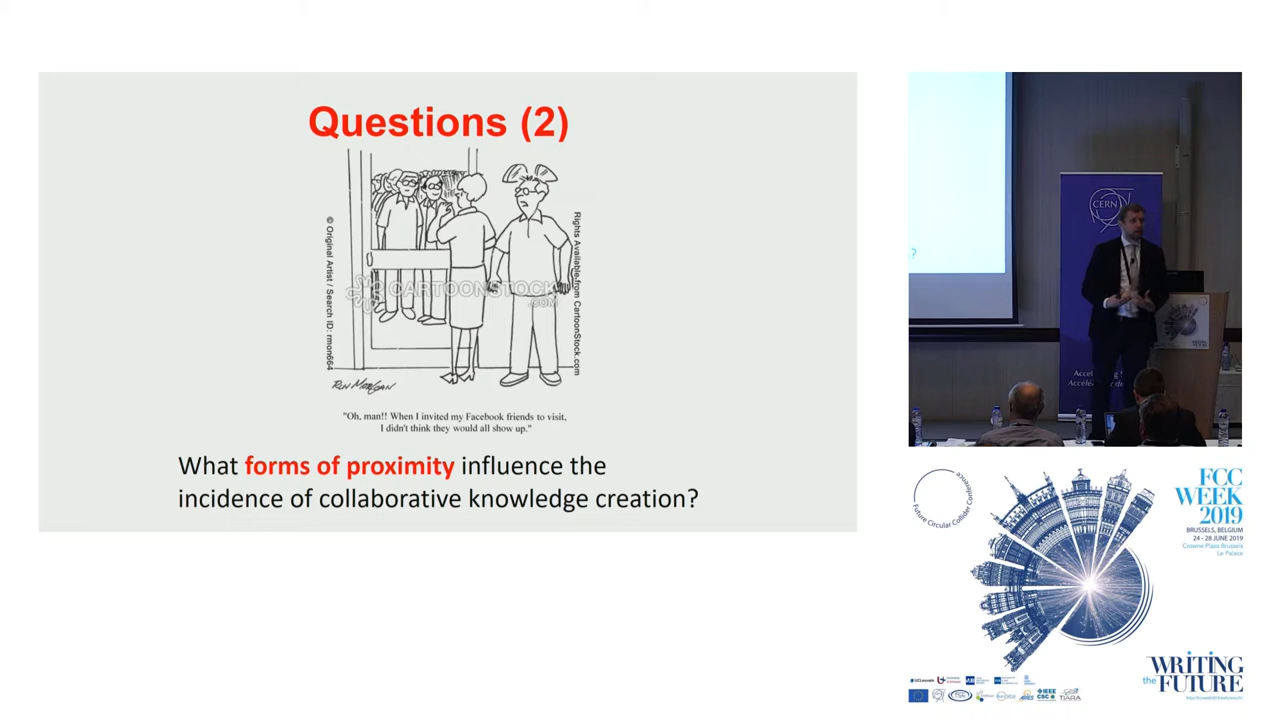 Questions (2)
© Original Artist / Search ID: rmon664
Rights Available from CartoonStock.com
CARTOONSTOCK
.COM
RON MORGAN
"Oh, man!! When I invited my Facebook friends to visit,
I didn't think they would all show up."
What forms of proximity influence the
incidence of collaborative knowledge creation?
?
CERN
Future Circular Collider Conference
FCC
WEEK
2019
BRUSSELS, BELGIUM
24 - 28 JUNE 2019
Crowne Plaza Brussels
Le Palace
WRITING
the FUTURE
IEEE
CSC
TIARA